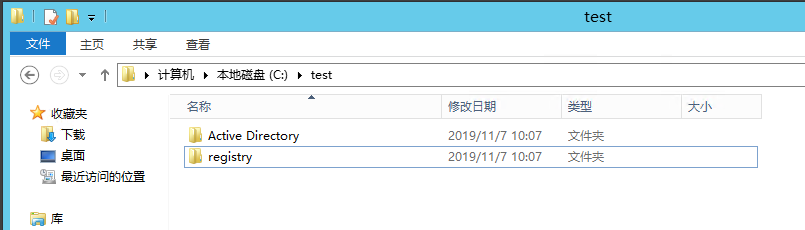 test
文件 主页 共享 查看
计算机 本地磁盘 (C:) test
名称 修改日期 类型 大小
收藏夹
下载
桌面
最近访问的位置
库
Active Directory 2019/11/7 10:07 文件夹
registry 2019/11/7 10:07 文件夹